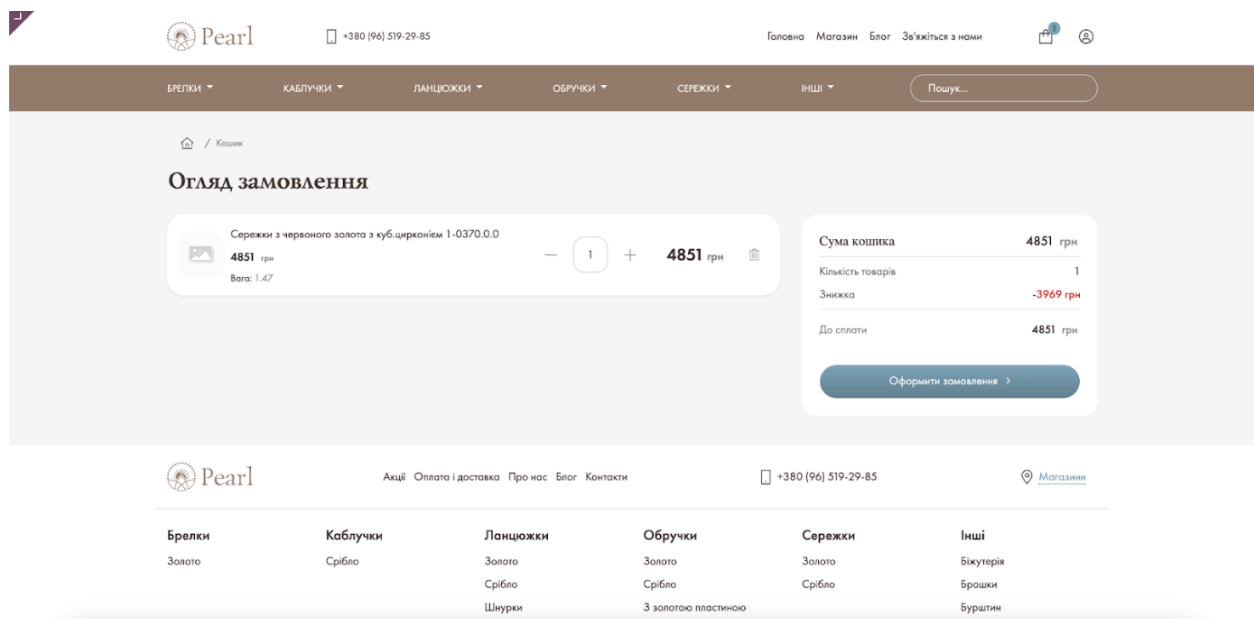 Pearl
+380 (96) 519-29-85
Головна Магазин Блог Зв'яжіться з нами
1
БРЕЛКИ КАБЛУЧКИ ЛАНЦЮЖКИ ОБРУЧКИ СЕРЕЖКИ ІНШІ Пошук...
/ Кошик
Огляд замовлення
Сережки з червоного золота з куб.цирконієм 1-0370.0.0
4851 грн
Вага: 1.47
— 1 + 4851 грн
Сума кошика 4851 грн
Кількість товарів 1
Знижка -3969 грн
До сплати 4851 грн
Оформити замовлення >
Pearl
Акції Оплата і доставка Про нас Блог Контакти
+380 (96) 519-29-85
Магазини
Брелки
Золото
Каблучки
Срібло
Ланцюжки
Золото
Срібло
Шнурки
Обручки
Золото
Срібло
З золотою пластиною
Сережки
Золото
Срібло
Інші
Біжутерія
Брошки
Бурштин